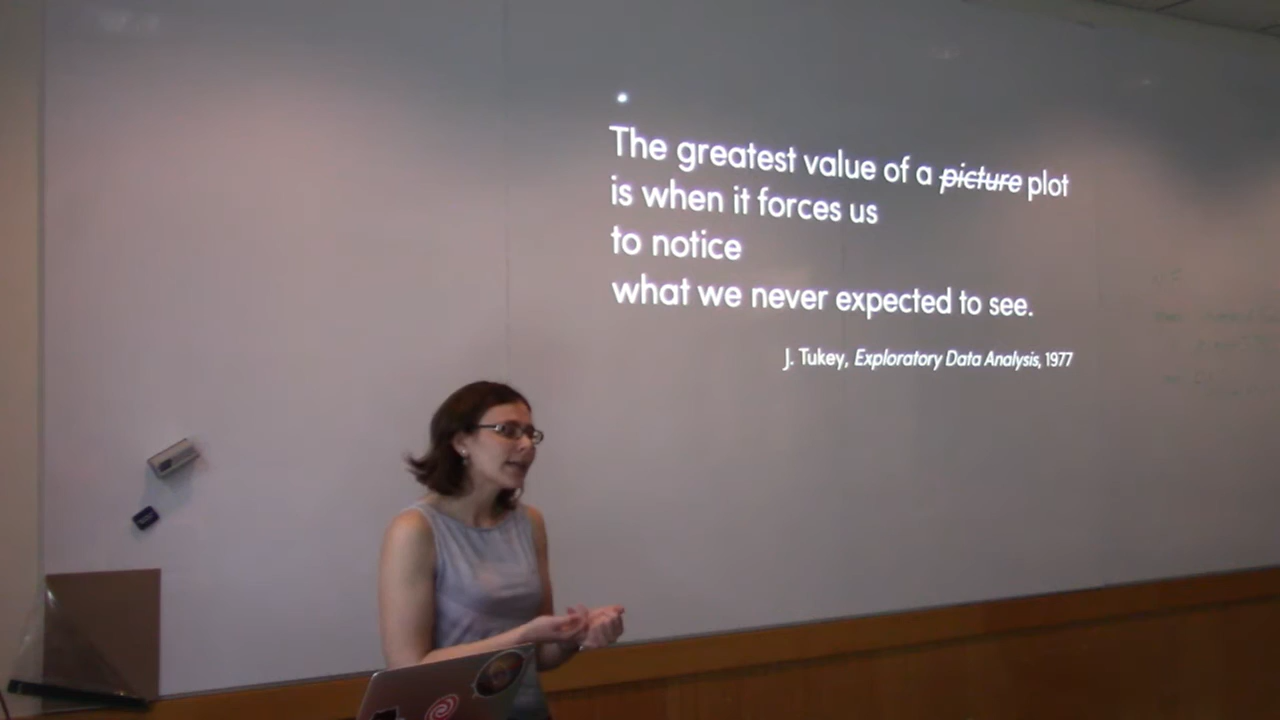 The greatest value of a picture plot
is when it forces us
to notice
what we never expected to see.
J. Tukey, Exploratory Data Analysis, 1977